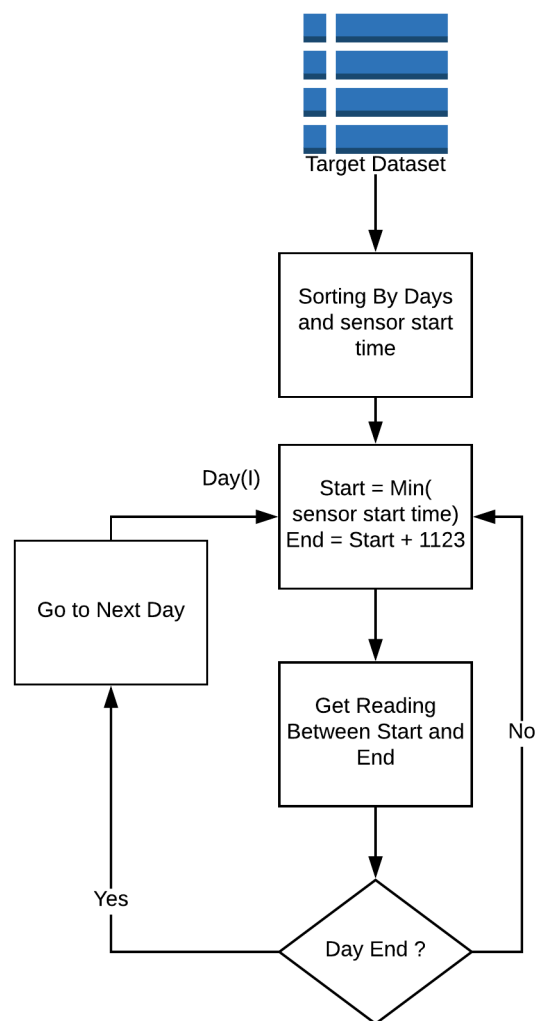 Target Dataset
Sorting By Days
and sensor start
time
Day(I)
Start = Min(
sensor start time)
End = Start + 1123
Go to Next Day
Get Reading
Between Start and
End
No
Yes
Day End ?